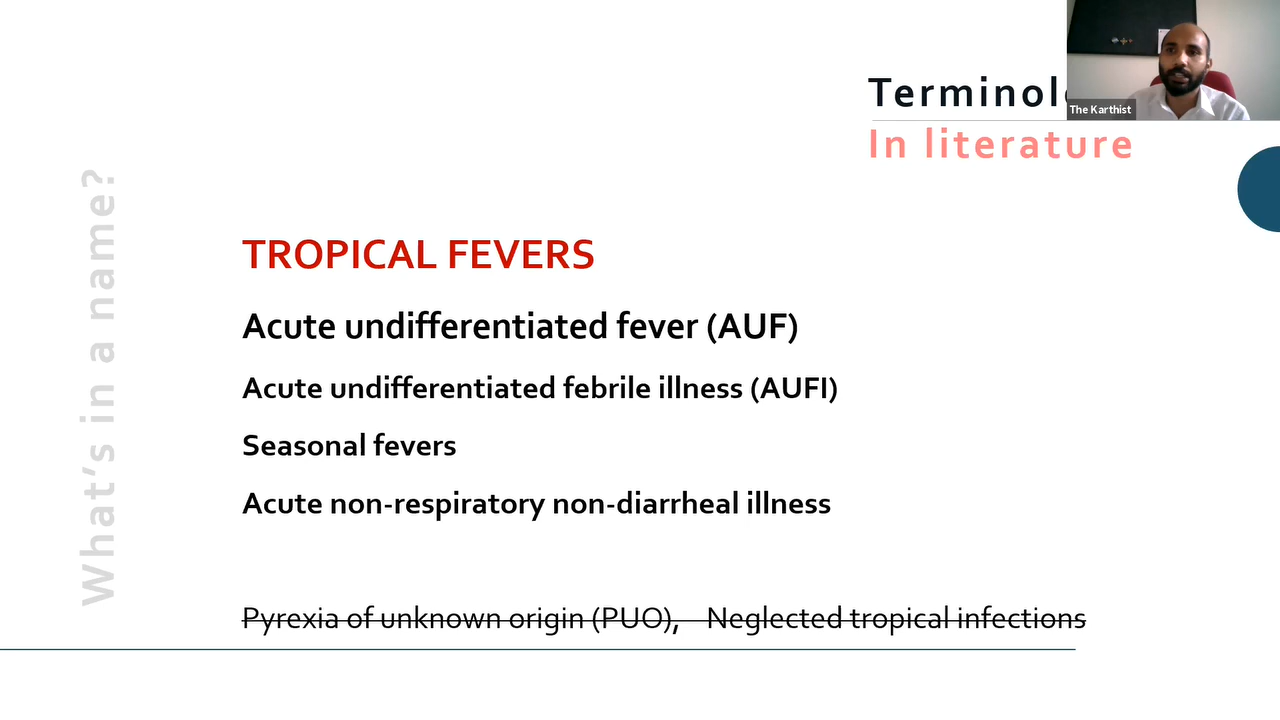 The Karthist
In literature
What's in a name?
TROPICAL FEVERS
Acute undifferentiated fever (AUF)
Acute undifferentiated febrile illness (AUFI)
Seasonal fevers
Acute non-respiratory non-diarrheal illness
Pyrexia of unknown origin (PUO), Neglected tropical infections